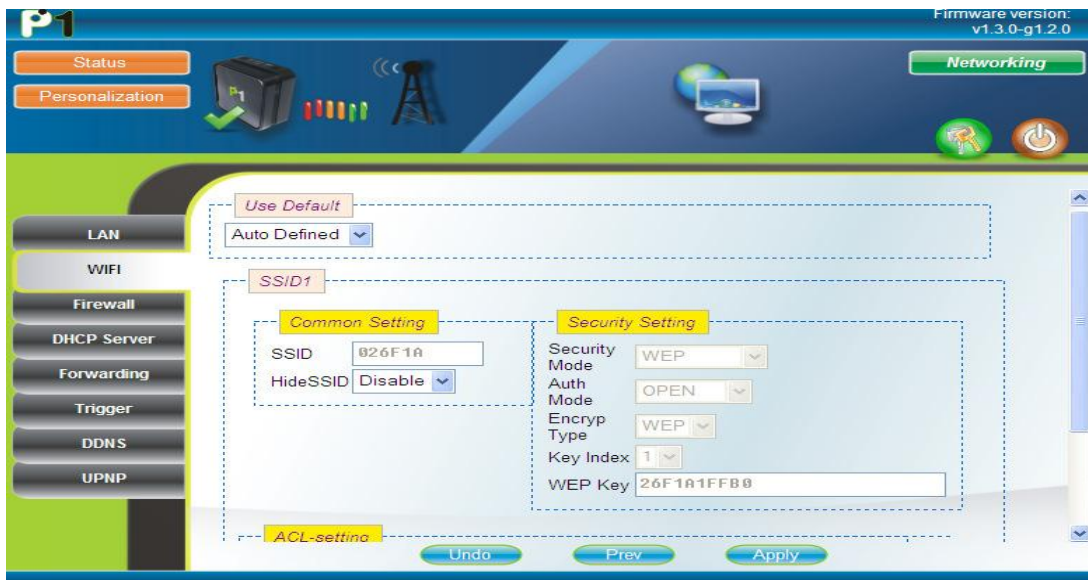 P1
Firmware version:
v1.3.0-g1.2.0
Status
Personalization
P1
Networking
Use Default
Auto Defined
LAN
WIFI
Firewall
DHCP Server
Forwarding
Trigger
DDNS
UPNP
SSID1
Common Setting
SSID 026F1A
HideSSID Disable
Security Setting
Security Mode WEP
Auth Mode OPEN
Encryp Type WEP
Key Index 1
WEP Key 26F1A1FFB0
ACL-setting
Undo Prev Apply